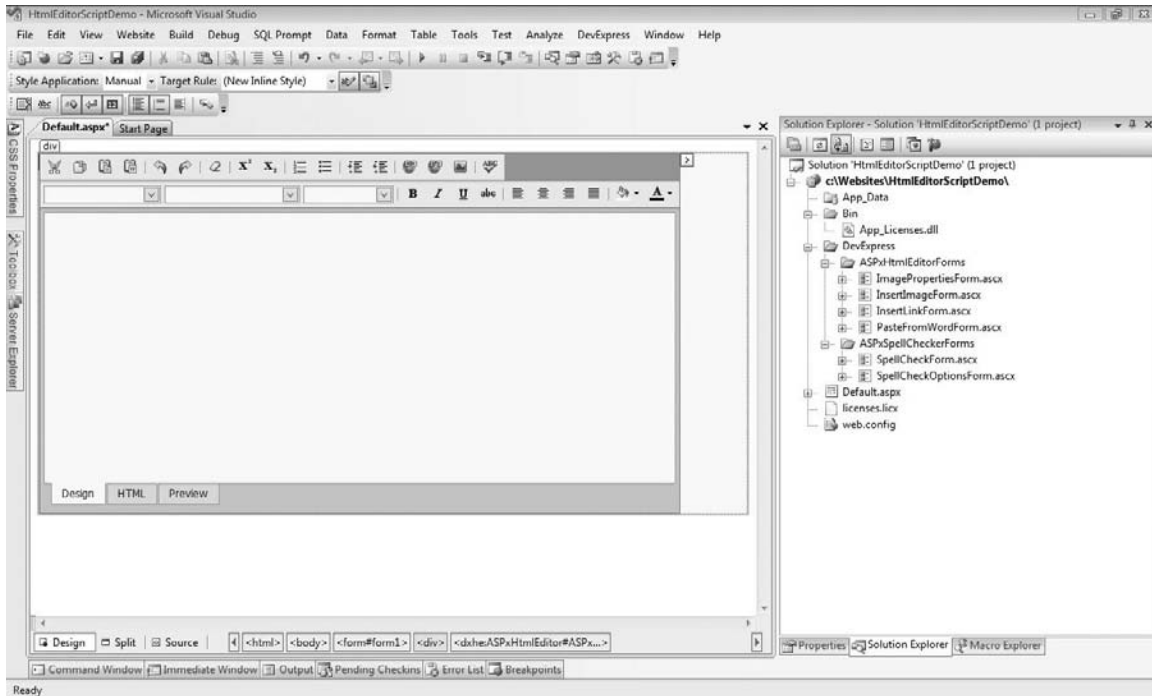 HtmlEditorScriptDemo - Microsoft Visual Studio
File Edit View Website Build Debug SQL Prompt Data Format Table Tools Test Analyze DevExpress Window Help
Style Application: Manual Target Rule: (New Inline Style)
Default.aspx* Start Page
CSS Properties
Toolbox
Server Explorer
div
B I U abc A
Design HTML Preview
Design Split Source <html> <body> <form#form1> <div> <dxhe:ASPxHtmlEditor#ASPx...>
Solution Explorer - Solution 'HtmlEditorScriptDemo' (1 project)
Solution 'HtmlEditorScriptDemo' (1 project)
c:\Websites\HtmlEditorScriptDemo\
App_Data
Bin
App_Licenses.dll
DevExpress
ASPxHtmlEditorForms
ImagePropertiesForm.ascx
InsertImageForm.ascx
InsertLinkForm.ascx
PasteFromWordForm.ascx
ASPxSpellCheckerForms
SpellCheckForm.ascx
SpellCheckOptionsForm.ascx
Default.aspx
licenses.licx
web.config
Properties Solution Explorer Macro Explorer
Command Window Immediate Window Output Pending Checkins Error List Breakpoints
Ready